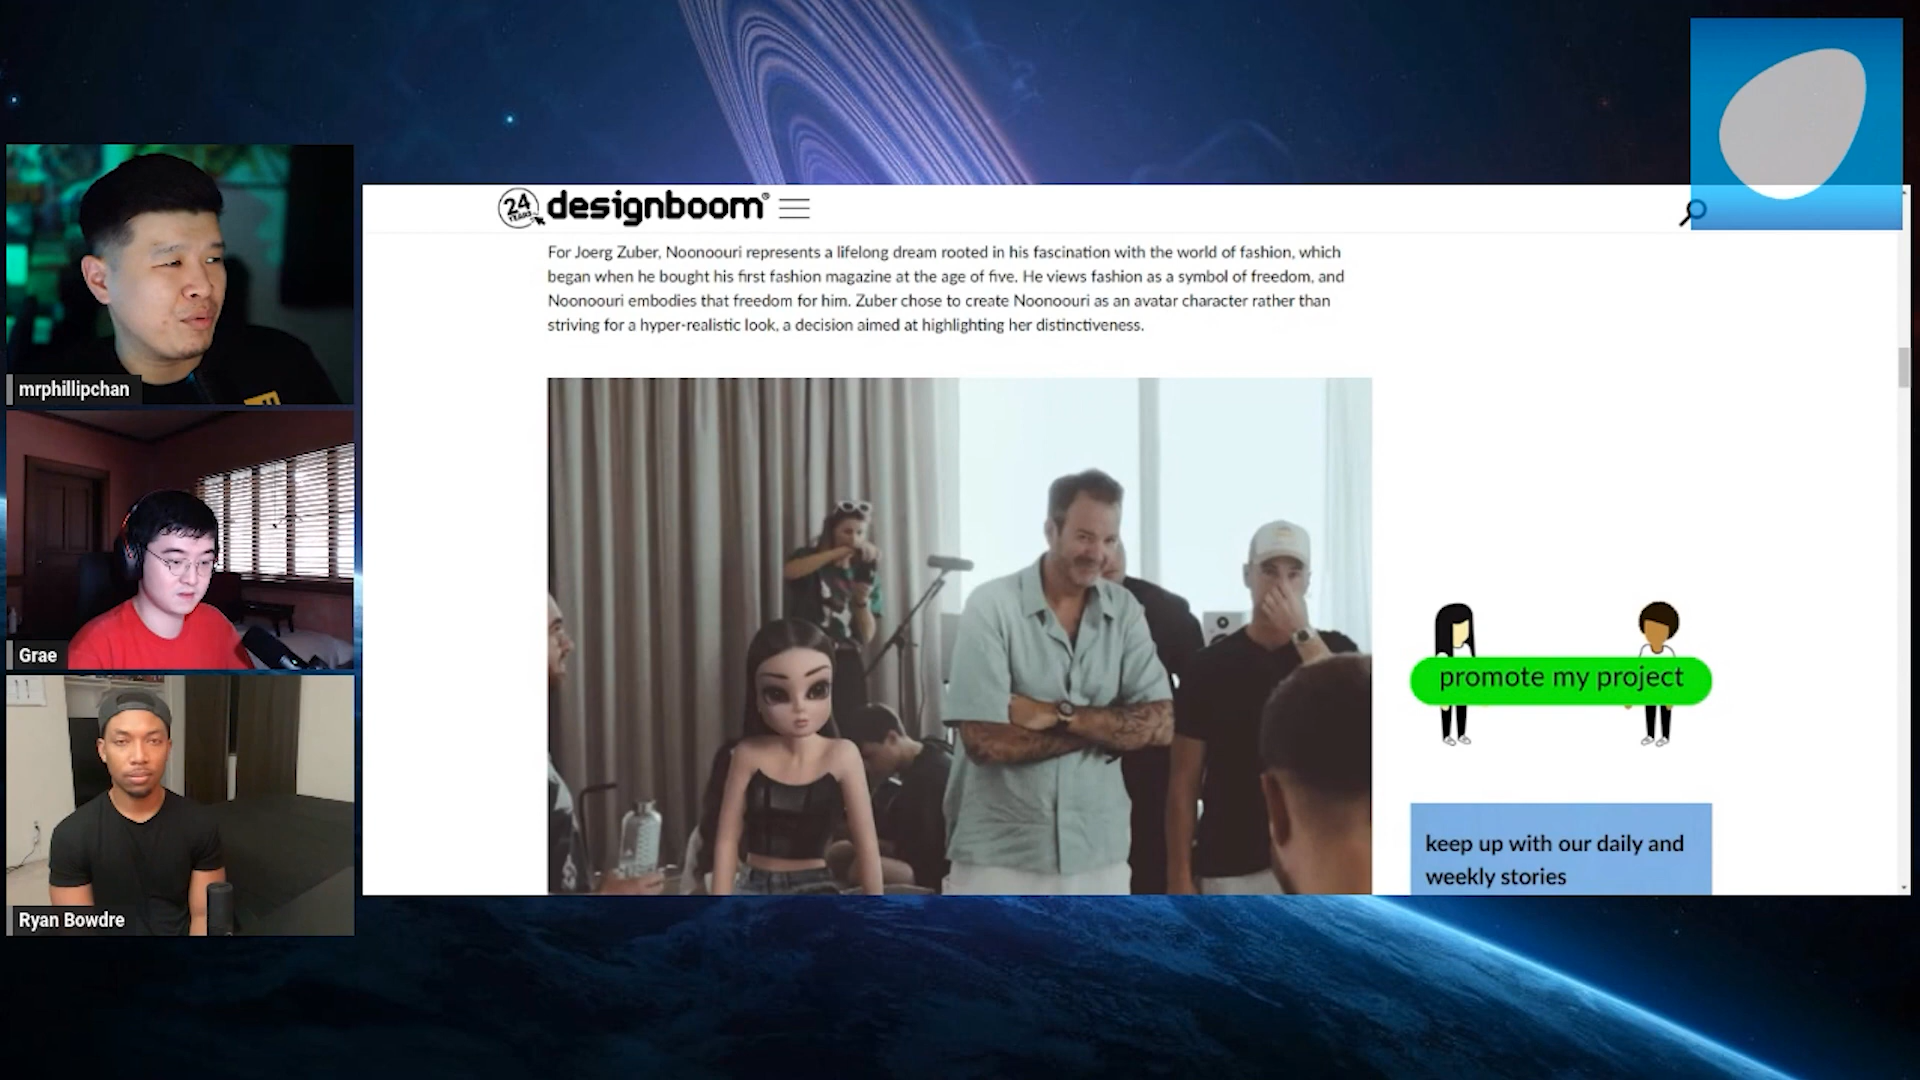 24
YEARS
designboom®
For Joerg Zuber, Noonoouri represents a lifelong dream rooted in his fascination with the world of fashion, which
began when he bought his first fashion magazine at the age of five. He views fashion as a symbol of freedom, and
Noonoouri embodies that freedom for him. Zuber chose to create Noonoouri as an avatar character rather than
striving for a hyper-realistic look, a decision aimed at highlighting her distinctiveness.
mrphillipchan
Grae
Ryan Bowdre
promote my project
keep up with our daily and
weekly stories